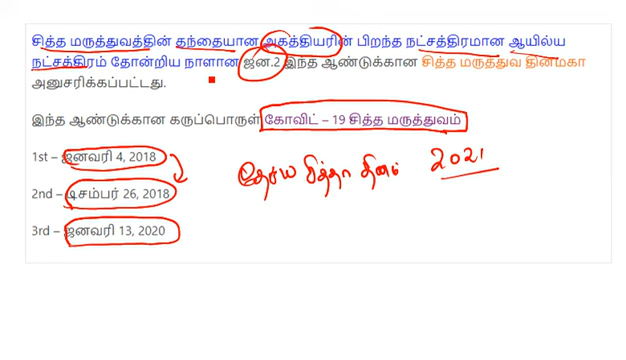 சித்த மருத்துவத்தின் தந்தையான அகத்தியரின் பிறந்த நட்சத்திரமான ஆயில்ய
நட்சத்திரம் தோன்றிய நாளான ஜன.2 இந்த ஆண்டுக்கான சித்த மருத்துவ தினமகா
அனுசரிக்கப்பட்டது.
இந்த ஆண்டுக்கான கருப்பொருள் கோவிட் – 19 சித்த மருத்துவம்
1st – ஜனவரி 4, 2018
தேசிய சித்தா தினம் 2021
2nd – டிசம்பர் 26, 2018
3rd – ஜனவரி 13, 2020